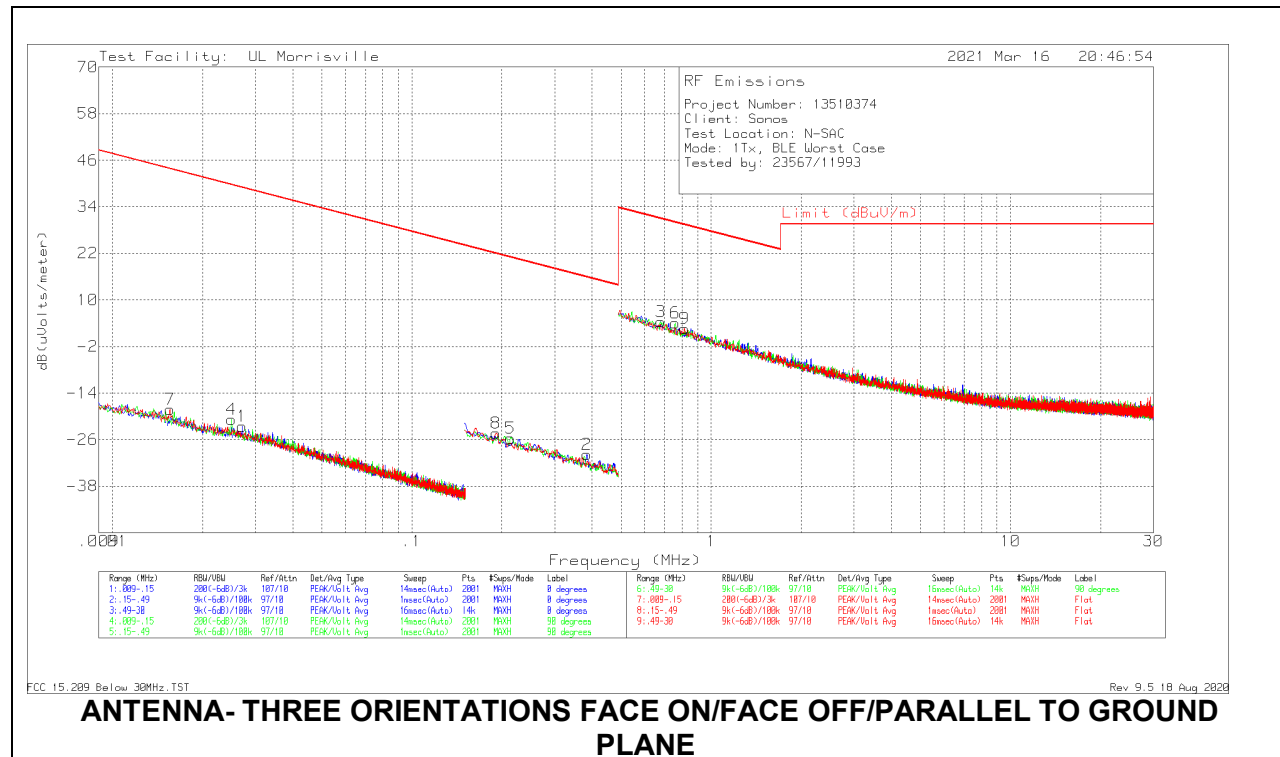 Test Facility: UL Morrisville 2021 Mar 16 20:46:54
RF Emissions
Project Number: 13510374
Client: Sonos
Test Location: N-SAC
Mode: 1Tx, BLE Worst Case
Tested by: 23567/11993
70
58
46
34
22
10
-2
-14
-26
-38
dB(uVolts/meter)
Limit (dBuV/m)
3 6 9
7 4 1
8 5 2
.1 1 10 30
Frequency (MHz)
Range (MHz) RBW/VBW Ref/Attn Det/Avg Type Sweep Pts #Swps/Mode Label
1:.009-.15 200(-6dB)/3k 107/10 PEAK/Volt Avg 14msec(Auto) 2001 MAXH 0 degrees
2:.15-.49 9k(-6dB)/100k 97/10 PEAK/Volt Avg 1msec(Auto) 2001 MAXH 0 degrees
3:.49-30 9k(-6dB)/100k 97/10 PEAK/Volt Avg 16msec(Auto) 14k MAXH 0 degrees
4:.009-.15 200(-6dB)/3k 107/10 PEAK/Volt Avg 14msec(Auto) 2001 MAXH 90 degrees
5:.15-.49 9k(-6dB)/100k 97/10 PEAK/Volt Avg 1msec(Auto) 2001 MAXH 90 degrees
Range (MHz) RBW/VBW Ref/Attn Det/Avg Type Sweep Pts #Swps/Mode Label
6:.49-30 9k(-6dB)/100k 97/10 PEAK/Volt Avg 16msec(Auto) 14k MAXH 90 degrees
7:.009-.15 200(-6dB)/3k 107/10 PEAK/Volt Avg 14msec(Auto) 2001 MAXH Flat
8:.15-.49 9k(-6dB)/100k 97/10 PEAK/Volt Avg 1msec(Auto) 2001 MAXH Flat
9:.49-30 9k(-6dB)/100k 97/10 PEAK/Volt Avg 16msec(Auto) 14k MAXH Flat
FCC 15.209 Below 30MHz.TST Rev 9.5 18 Aug 2020
ANTENNA- THREE ORIENTATIONS FACE ON/FACE OFF/PARALLEL TO GROUND
PLANE